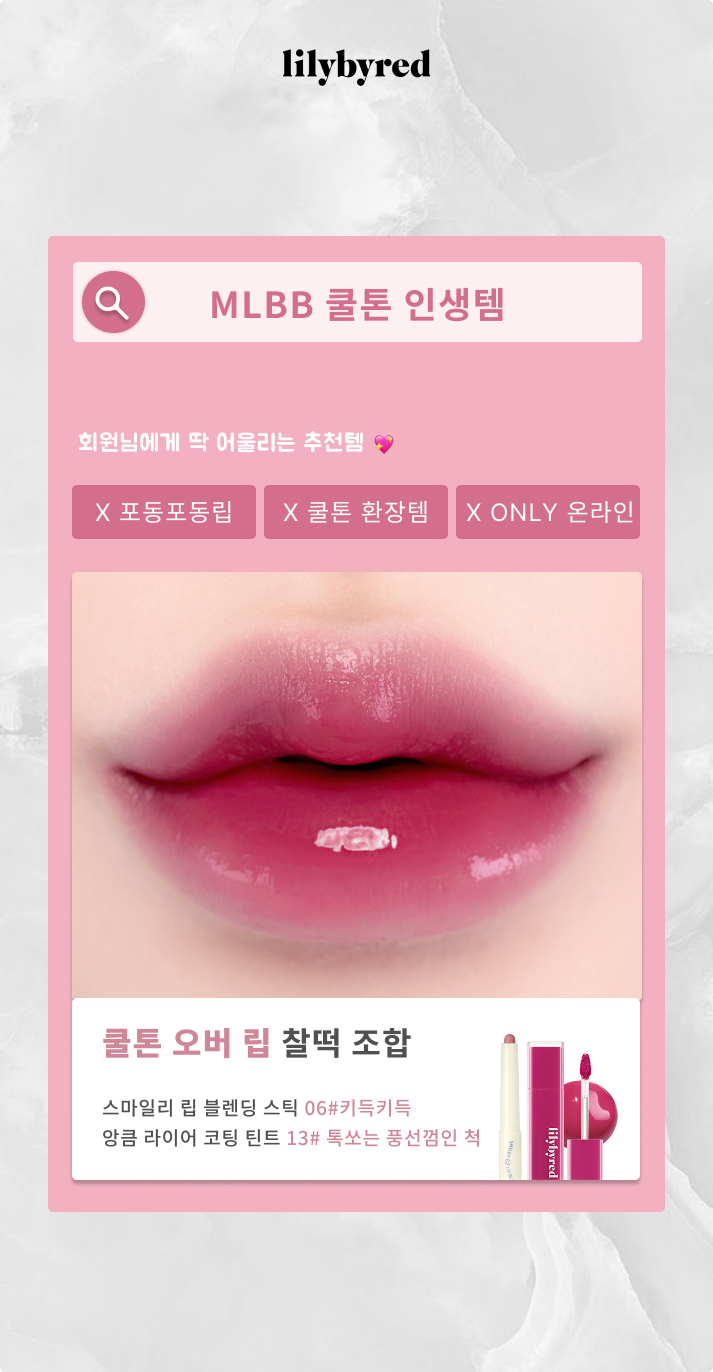 lilybyred
MLBB 쿨톤 인생템
회원님에게 딱 어울리는 추천템 💖
X 포동포동립
X 쿨톤 환장템
X ONLY 온라인
쿨톤 오버 립 찰떡 조합
스마일리 립 블렌딩 스틱 06#키득키득
앙큼 라이어 코팅 틴트 13# 톡쏘는 풍선껌인 척
lilybyred